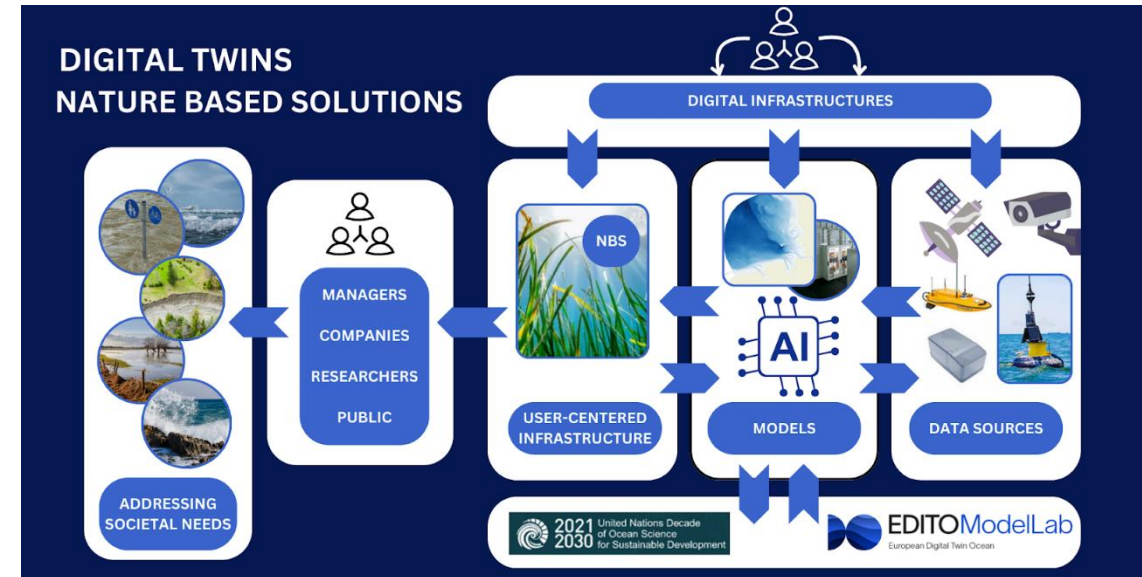 DIGITAL TWINS
NATURE BASED SOLUTIONS
DIGITAL INFRASTRUCTURES
NBS
MANAGERS
COMPANIES
RESEARCHERS
PUBLIC
AI
ADDRESSING
SOCIETAL NEEDS
USER-CENTERED
INFRASTRUCTURE
MODELS
DATA SOURCES
2021 United Nations Decade
2030 of Ocean Science
for Sustainable Development
EDITOModelLab
European Digital Twin Ocean